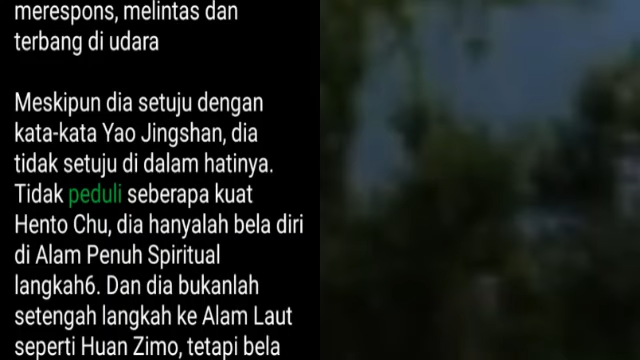 merespons, melintas dan
terbang di udara
Meskipun dia setuju dengan
kata-kata Yao Jingshan, dia
tidak setuju di dalam hatinya.
Tidak peduli seberapa kuat
Hento Chu, dia hanyalah bela diri
di Alam Penuh Spiritual
langkah6. Dan dia bukanlah
setengah langkah ke Alam Laut
seperti Huan Zimo, tetapi bela